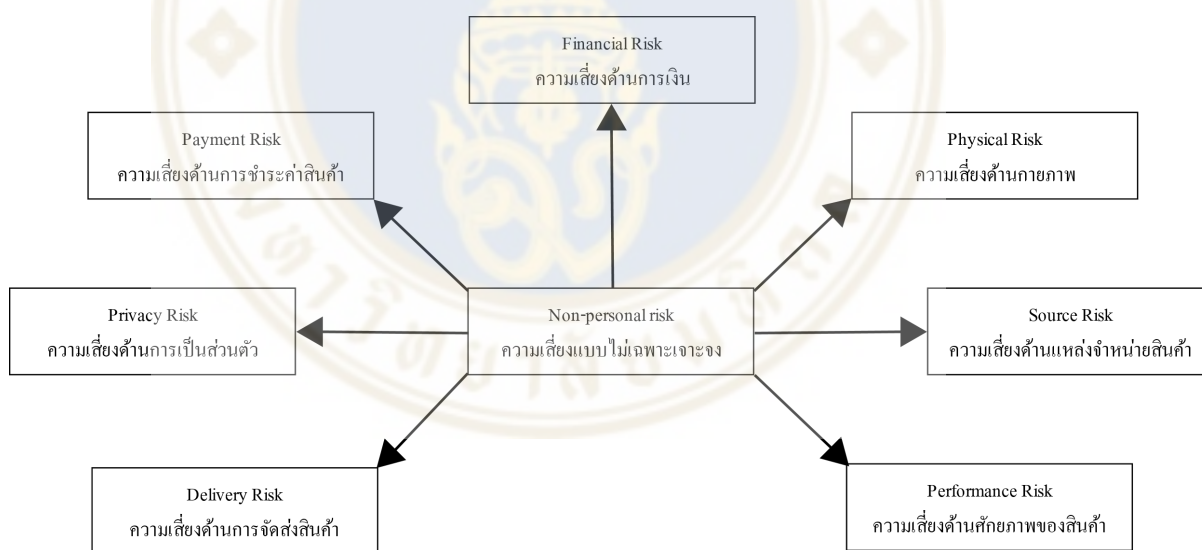 Financial Risk
ความเสี่ยงด้านการเงิน
Payment Risk
ความเสี่ยงด้านการชำระค่าสินค้า
Physical Risk
ความเสี่ยงด้านกายภาพ
Privacy Risk
ความเสี่ยงด้านการเป็นส่วนตัว
Non-personal risk
ความเสี่ยงแบบไม่เฉพาะเจาะจง
Source Risk
ความเสี่ยงด้านแหล่งจำหน่ายสินค้า
Delivery Risk
ความเสี่ยงด้านการจัดส่งสินค้า
Performance Risk
ความเสี่ยงด้านศักยภาพของสินค้า